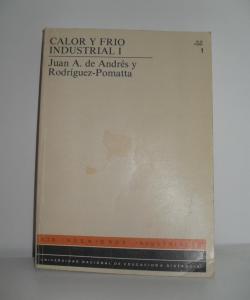 CALOR Y FRIO
INDUSTRIAL I
1
Juan A. de Andrés y
Rodríguez-Pomatta
UNIVERSIDAD NACIONAL DE EDUCACION A DISTANCIA